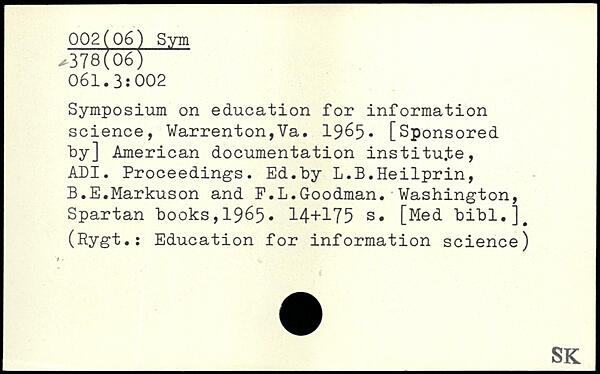 002(06) Sym
378(06)
061.3:002
Symposium on education for information
science, Warrenton,Va. 1965. [Sponsored
by] American documentation institute,
ADI. Proceedings. Ed.by L.B.Heilprin,
B.E.Markuson and F.L.Goodman. Washington,
Spartan books,1965. 14+175 s. [Med bibl.].
(Rygt.: Education for information science)
SK